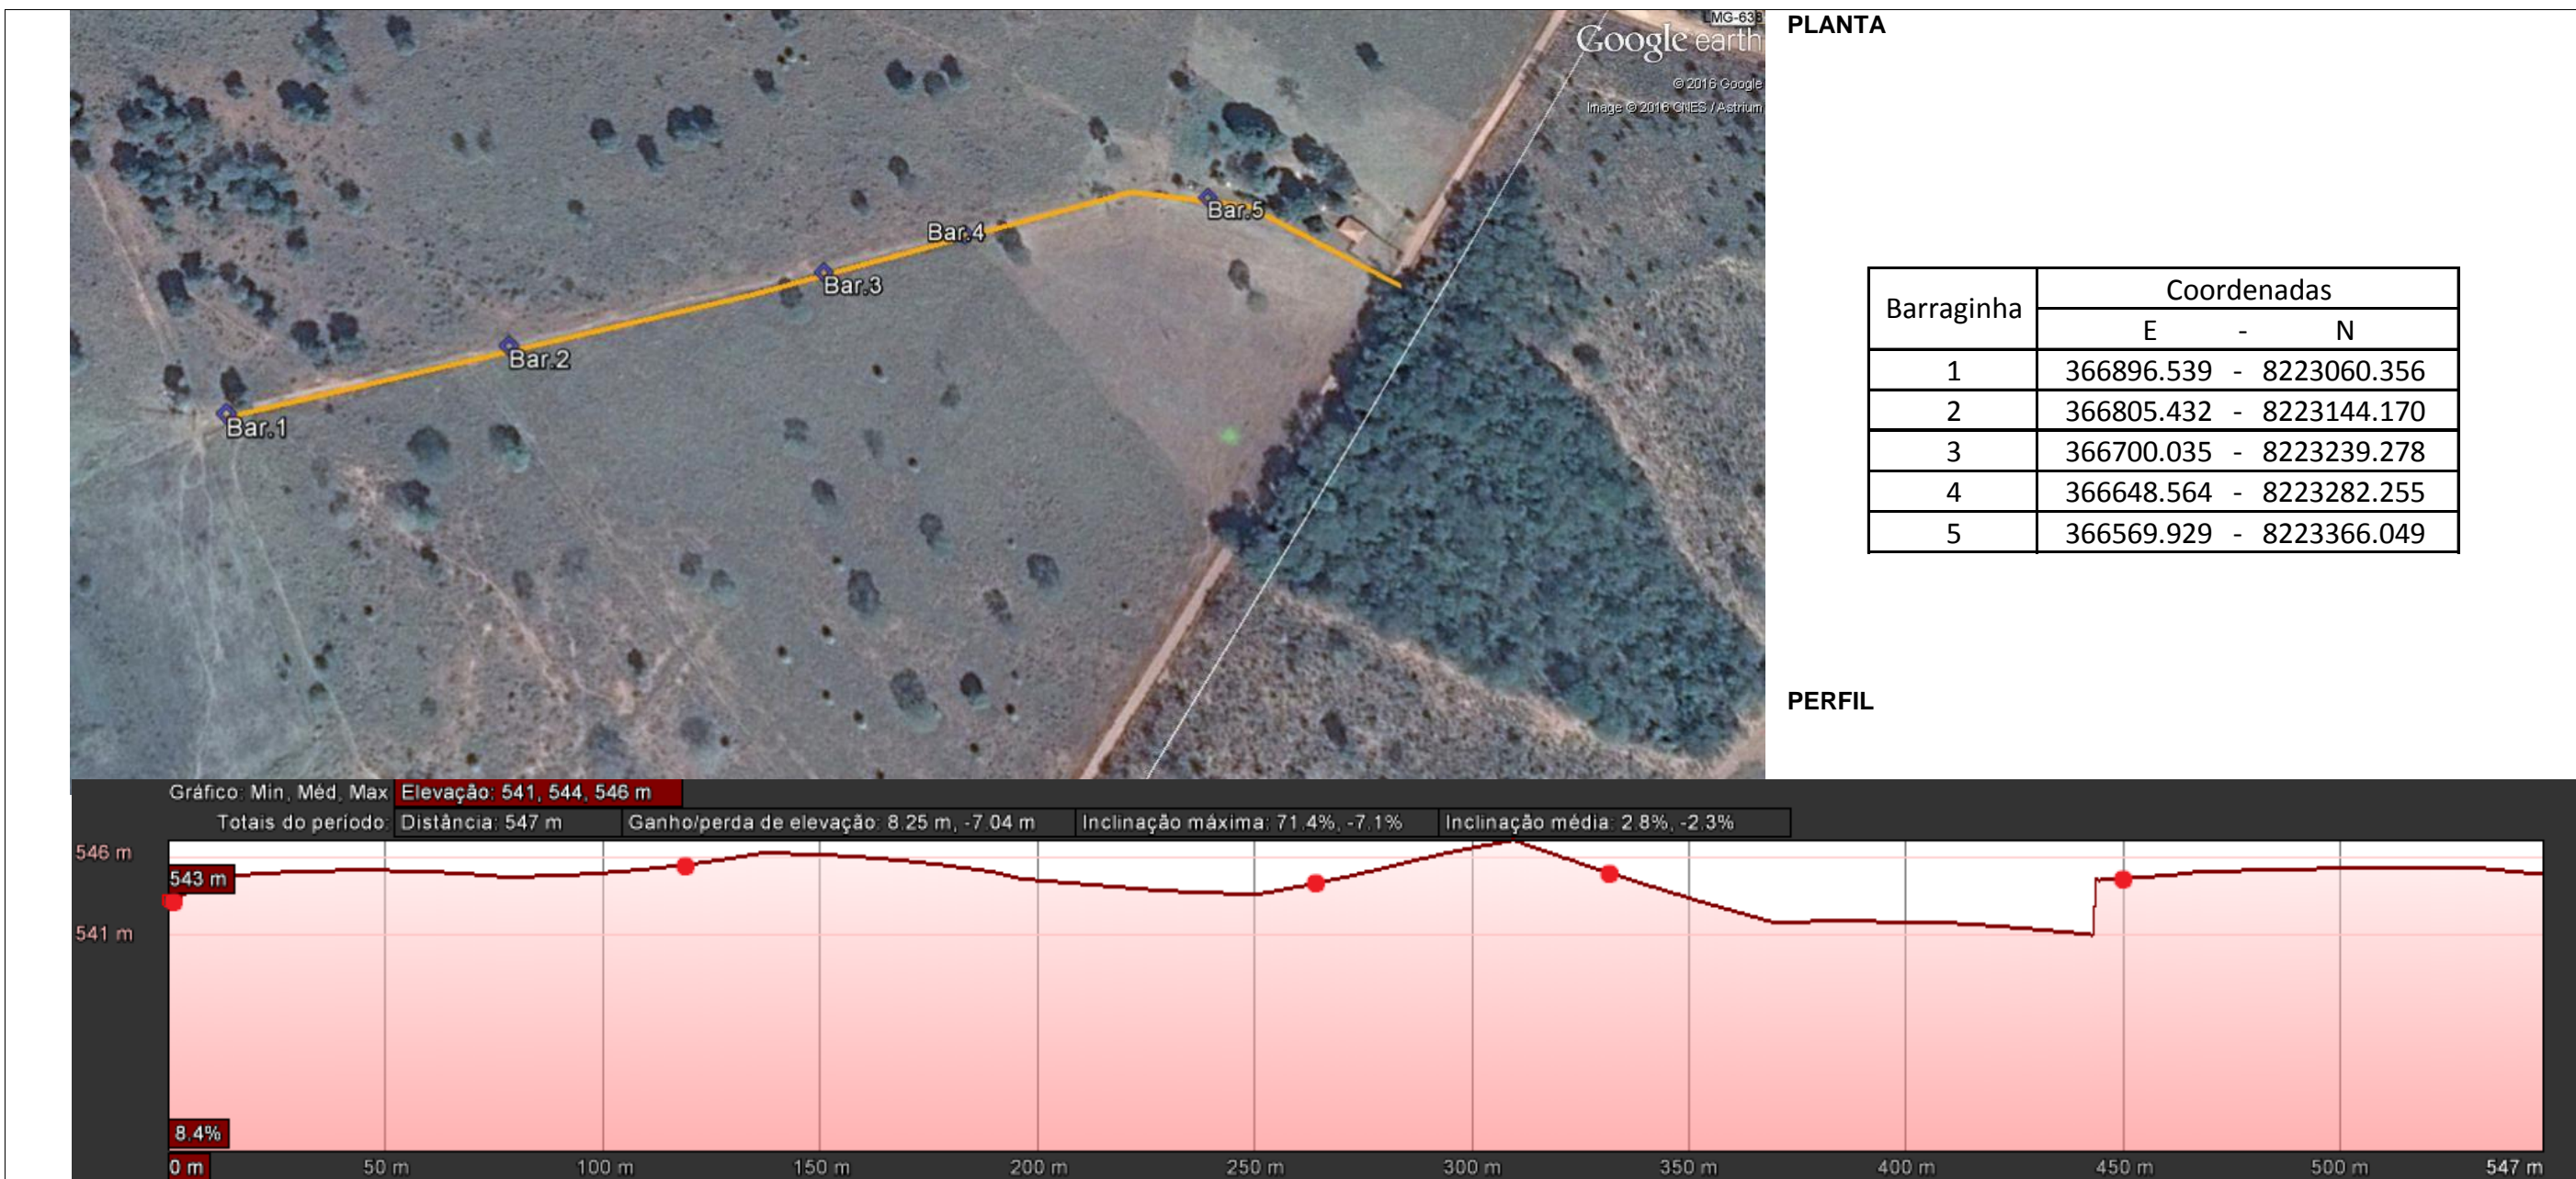 LMG-638
Google earth
© 2016 Google
Image © 2016 CNES / Astrium
Bar.5
Bar.4
Bar.3
Bar.2
Bar.1
PLANTA
Barraginha
Coordenadas
E - N
1 366896.539 - 8223060.356
2 366805.432 - 8223144.170
3 366700.035 - 8223239.278
4 366648.564 - 8223282.255
5 366569.929 - 8223366.049
PERFIL
Gráfico: Min, Méd, Max Elevação: 541, 544, 546 m
Totais do período: Distância: 547 m Ganho/perda de elevação: 8.25 m, -7.04 m Inclinação máxima: 71.4%, -7.1% Inclinação média: 2.8%, -2.3%
546 m
543 m
541 m
8.4%
0 m 50 m 100 m 150 m 200 m 250 m 300 m 350 m 400 m 450 m 500 m 547 m